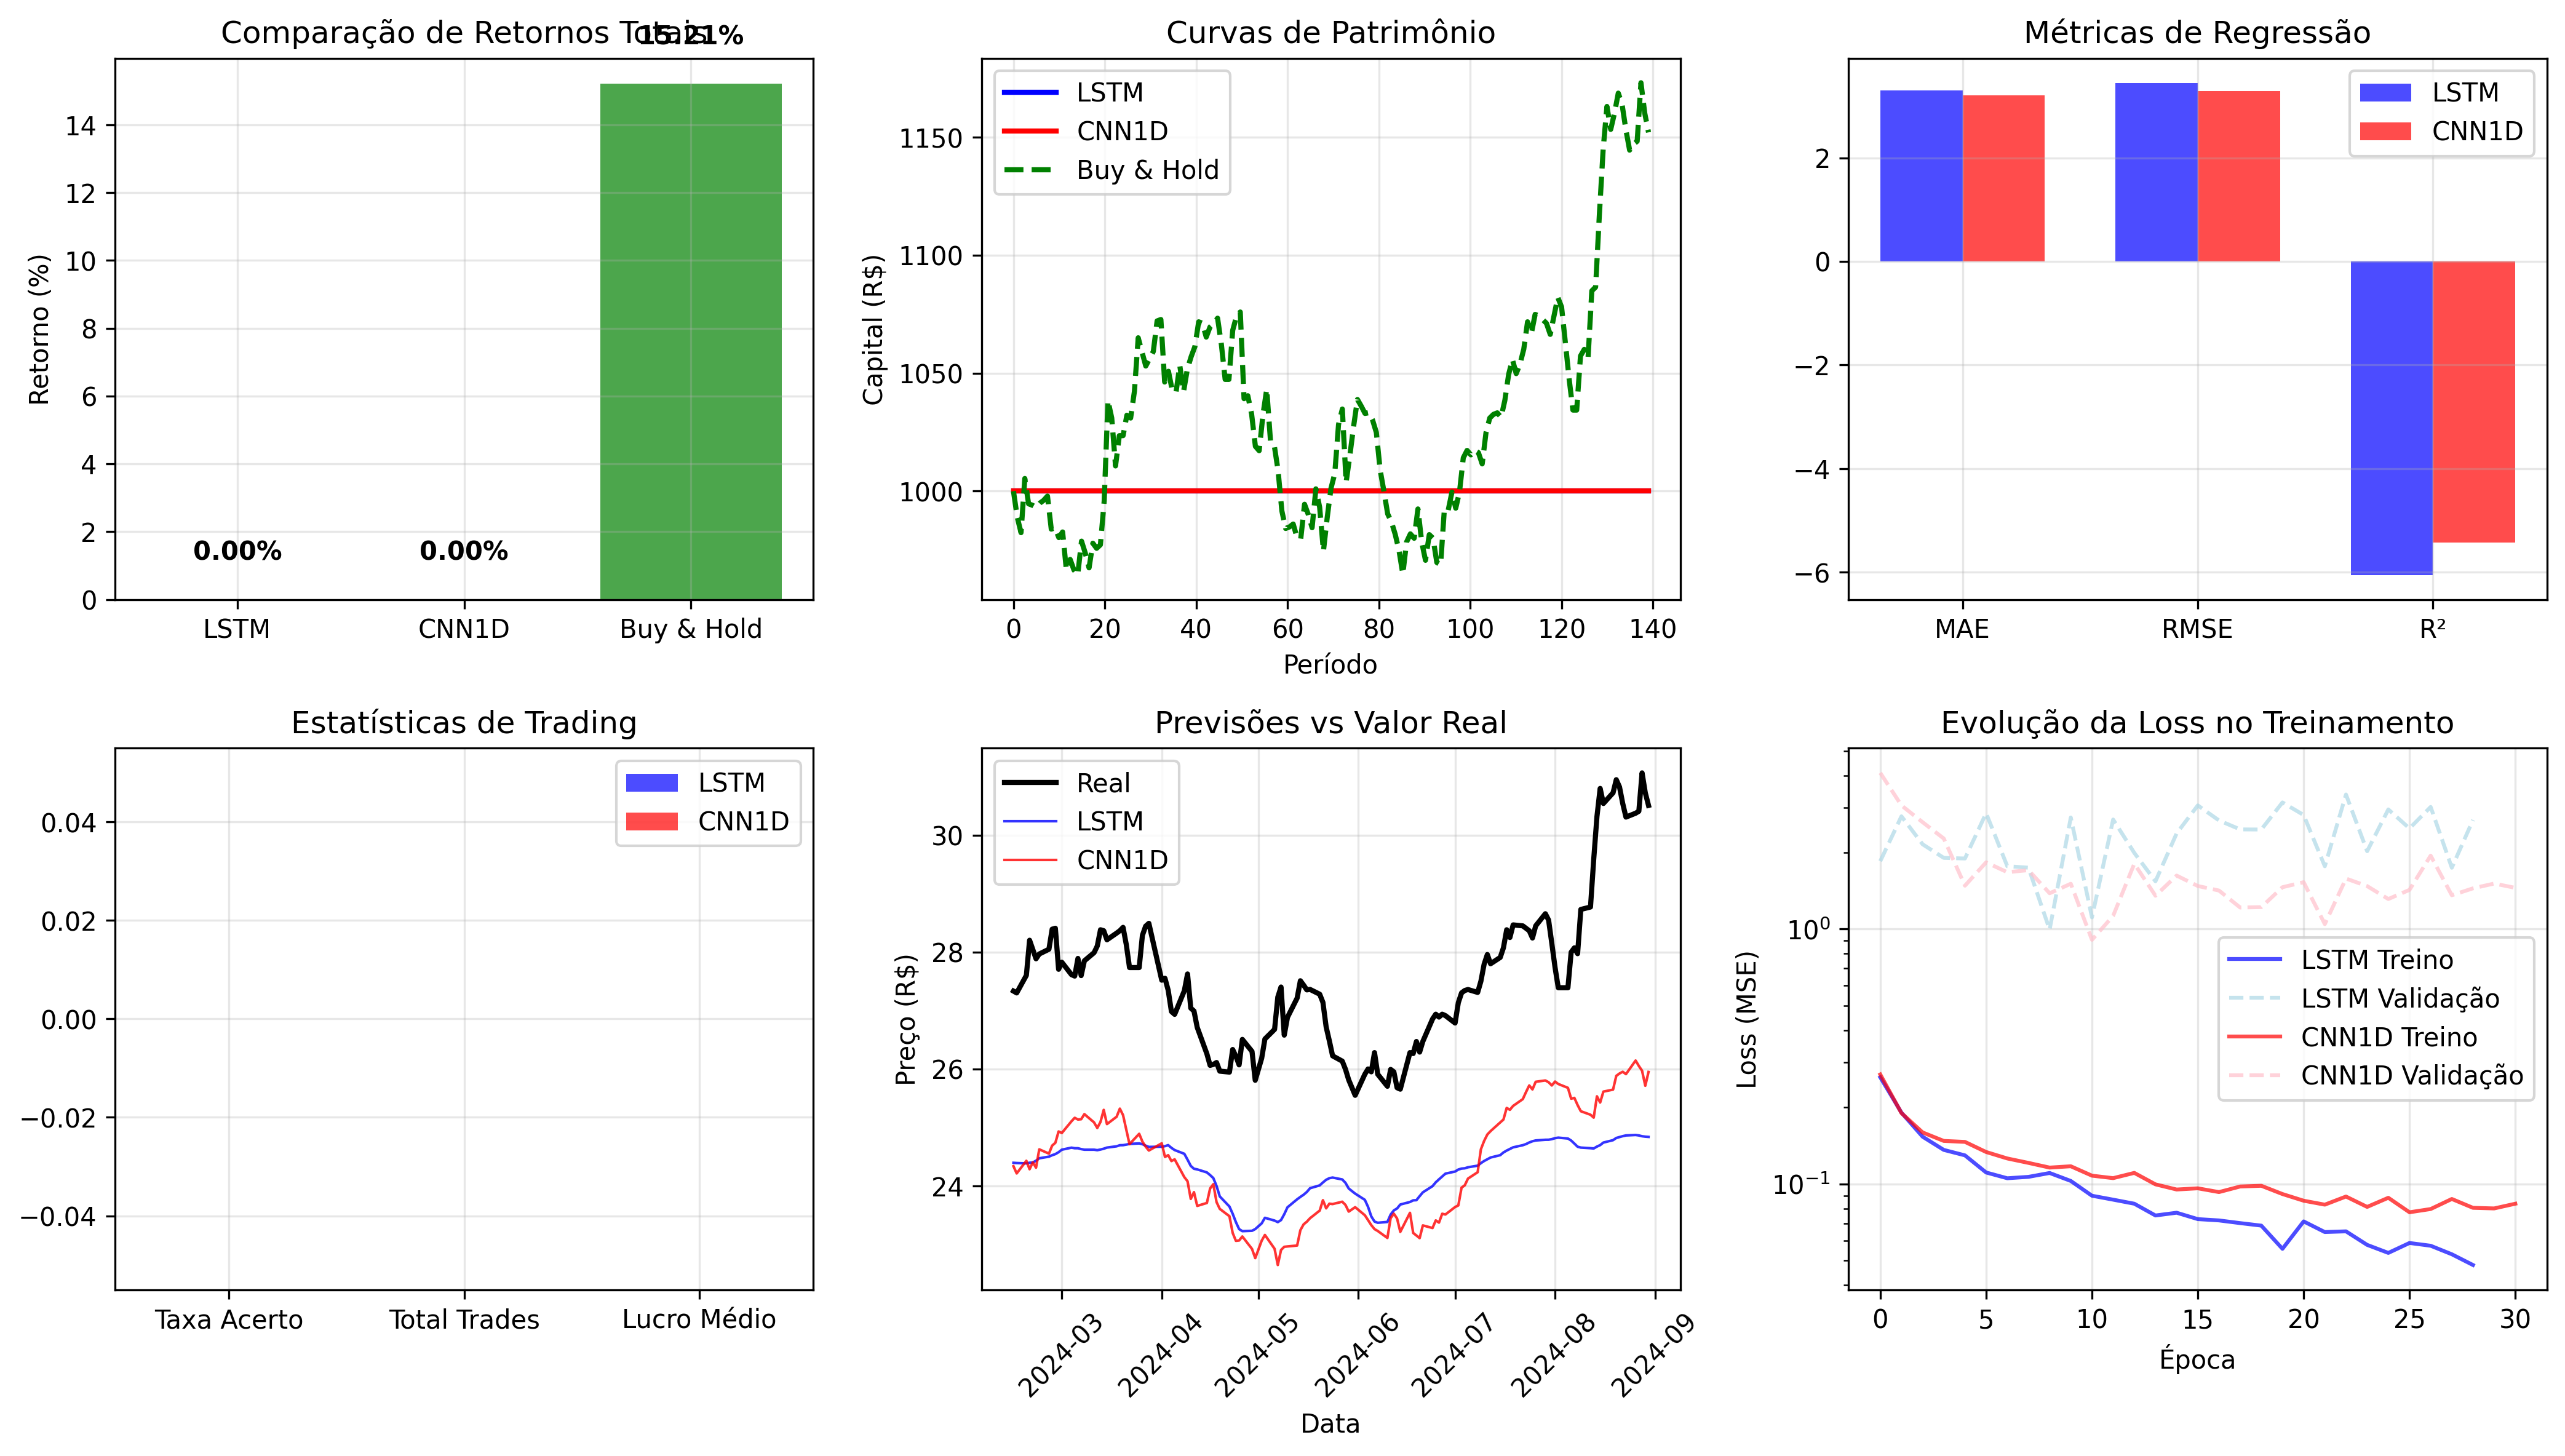 Comparação de Retornos Totais
15.21%
Retorno (%)
14
12
10
8
6
4
2
0
0.00%
0.00%
LSTM
CNN1D
Buy & Hold
Curvas de Patrimônio
LSTM
CNN1D
Buy & Hold
Capital (R$)
1150
1100
1050
1000
0
20
40
60
80
100
120
140
Período
Métricas de Regressão
LSTM
CNN1D
2
0
−2
−4
−6
MAE
RMSE
R²
Estatísticas de Trading
LSTM
CNN1D
0.04
0.02
0.00
−0.02
−0.04
Taxa Acerto
Total Trades
Lucro Médio
Previsões vs Valor Real
Real
LSTM
CNN1D
Preço (R$)
30
28
26
24
2024-03
2024-04
2024-05
2024-06
2024-07
2024-08
2024-09
Data
Evolução da Loss no Treinamento
Loss (MSE)
10⁰
10⁻¹
LSTM Treino
LSTM Validação
CNN1D Treino
CNN1D Validação
0
5
10
15
20
25
30
Época